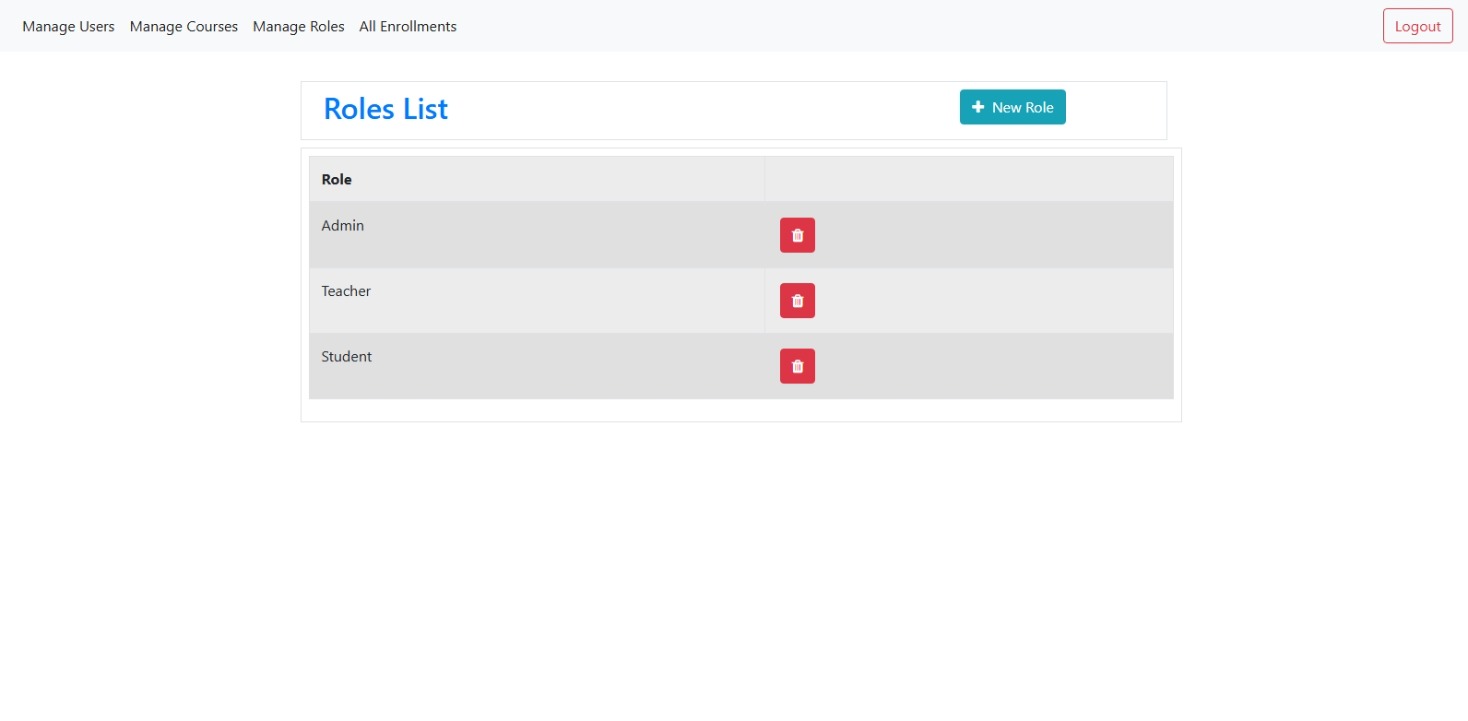 Manage Users Manage Courses Manage Roles All Enrollments Logout
Roles List New Role
Role
Admin
Teacher
Student